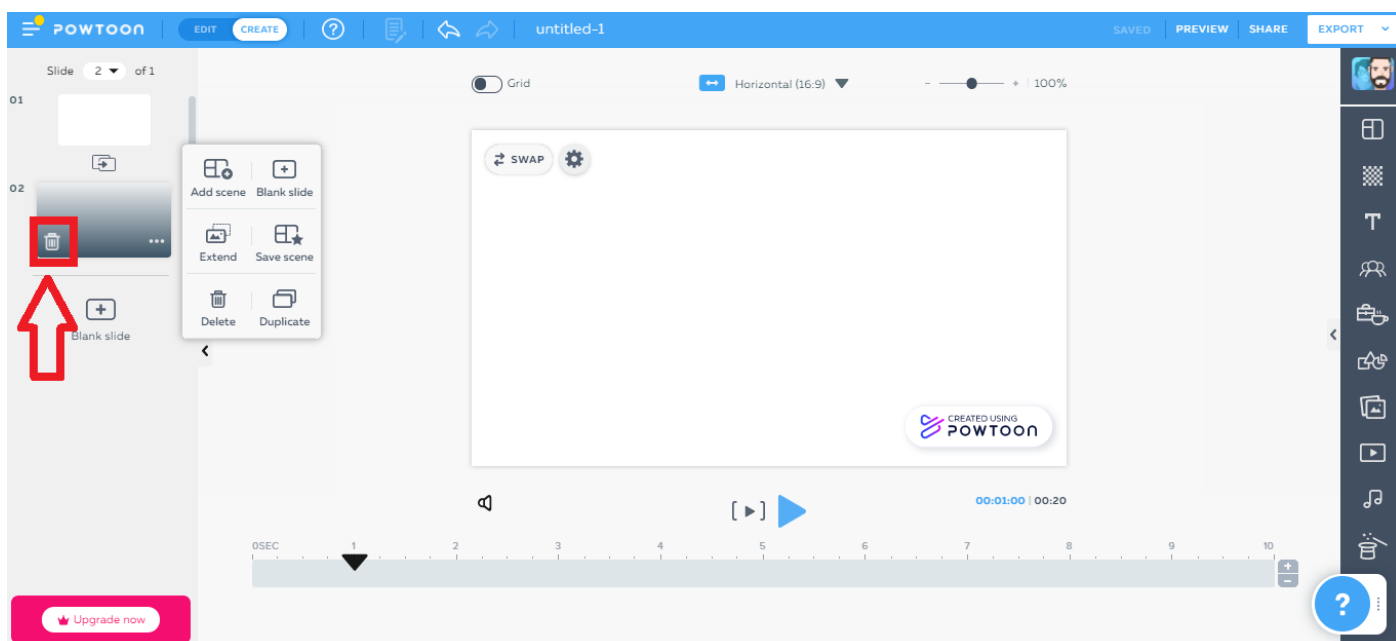 POWTOON EDIT CREATE ? untitled-1 SAVED PREVIEW SHARE EXPORT
Slide 2 of 1
Grid Horizontal (16:9) - + 100%
01
SWAP
Add scene Blank slide
02
Extend Save scene
Delete Duplicate
Blank slide
CREATED USING
POWTOON
00:01:00 | 00:20
0SEC 1 2 3 4 5 6 7 8 9 10
+
-
Upgrade now
?